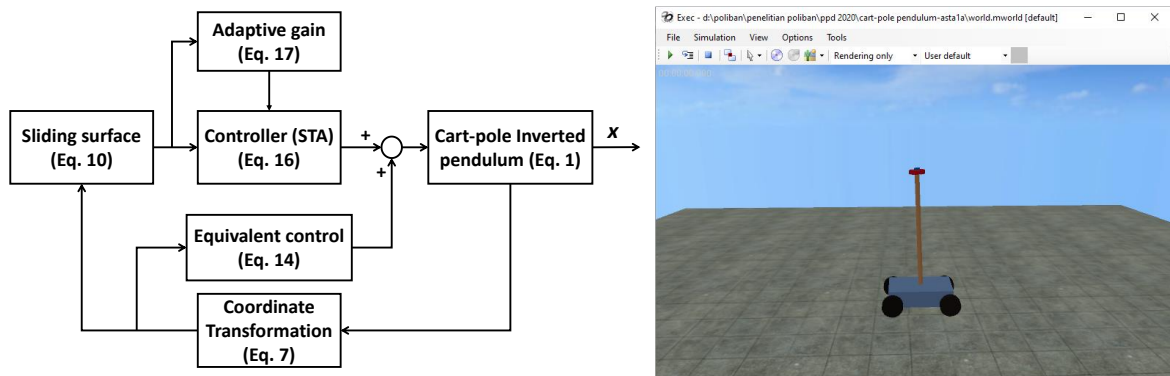 Adaptive gain
(Eq. 17)
Sliding surface
(Eq. 10)
Controller (STA)
(Eq. 16)
+
+
Cart-pole Inverted
pendulum (Eq. 1)
x
Equivalent control
(Eq. 14)
Coordinate
Transformation
(Eq. 7)
Exec - d:\poliban\penelitian poliban\ppd 2020\cart-pole pendulum-asta1a\world.mworld [default]
File Simulation View Options Tools
Rendering only User default